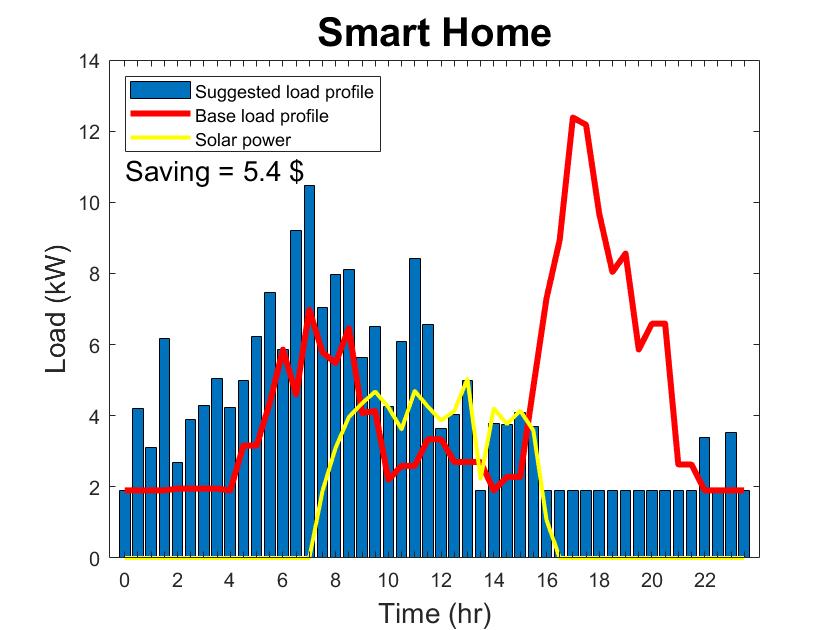 Smart Home
14
12
10
8
6
4
2
0
Load (kW)
Suggested load profile
Base load profile
Solar power
Saving = 5.4 $
0 2 4 6 8 10 12 14 16 18 20 22
Time (hr)